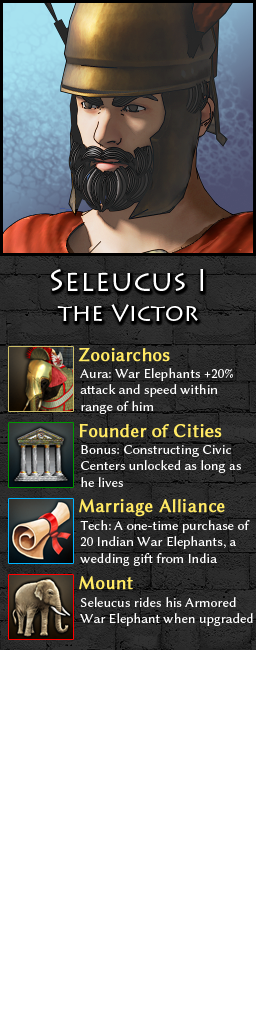 Seleucus I
the Victor
Zooiarchos
Aura: War Elephants +20%
attack and speed within
range of him
Founder of Cities
Bonus: Constructing Civic
Centers unlocked as long as
he lives
Marriage Alliance
Tech: A one-time purchase of
20 Indian War Elephants, a
wedding gift from India
Mount
Seleucus rides his Armored
War Elephant when upgraded